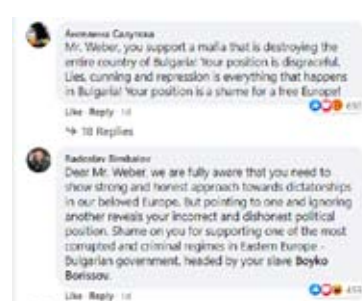 Ангелина Салутова
Mr. Weber, you support a mafia that is destroying the
entire country of Bulgaria! Your position is disgraceful.
Lies, cunning and repression is everything that happens
in Bulgaria! Your position is a shame for a free Europe!
Like Reply 1d
18 Replies
Radoslav
Dear Mr. Weber, we are fully aware that you need to
show strong and honest approach towards dictatorships
in our beloved Europe. But pointing to one and ignoring
another reveals your incorrect and dishonest political
position. Shame on you for supporting one of the most
corrupted and criminal regimes in Eastern Europe -
Bulgarian government, headed by your slave Boyko
Borissov.
Like Reply 1d